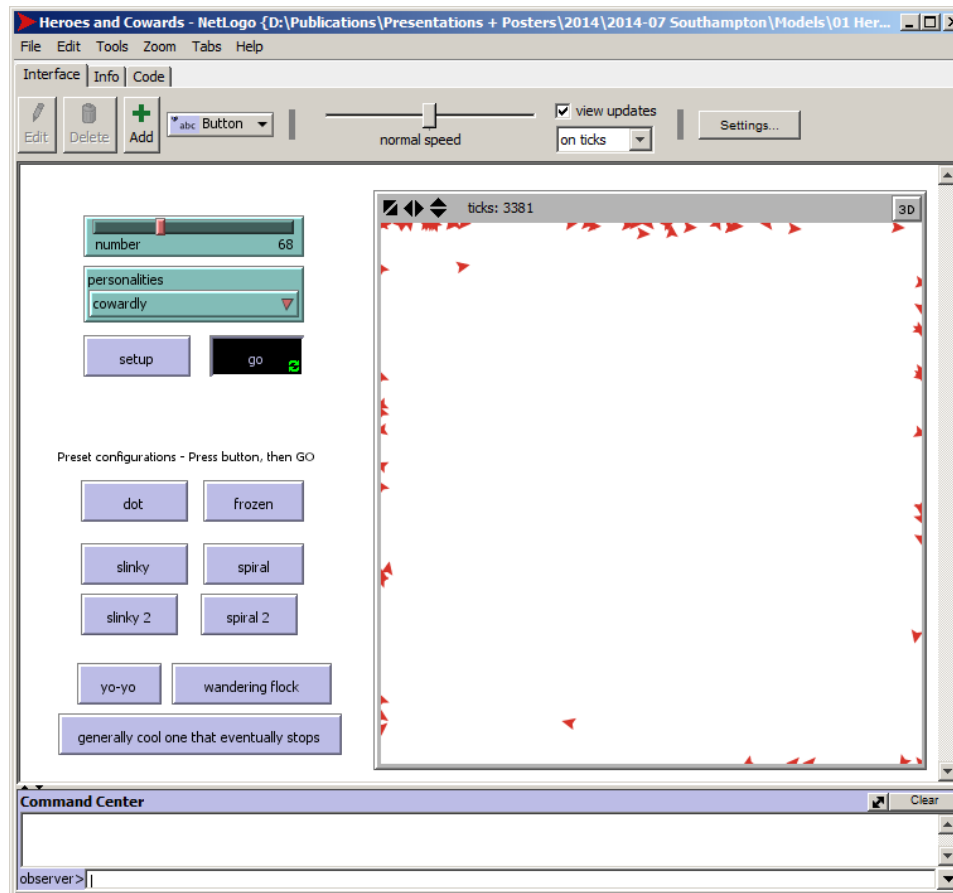 Heroes and Cowards - NetLogo {D:\Publications\Presentations + Posters\2014\2014-07 Southampton\Models\01 Her...
File Edit Tools Zoom Tabs Help
Interface Info Code
Edit Delete Add abc Button normal speed view updates on ticks Settings...
ticks: 3381 3D
number 68
personalities
cowardly
setup go
Preset configurations - Press button, then GO
dot frozen
slinky spiral
slinky 2 spiral 2
yo-yo wandering flock
generally cool one that eventually stops
Command Center Clear
observer>